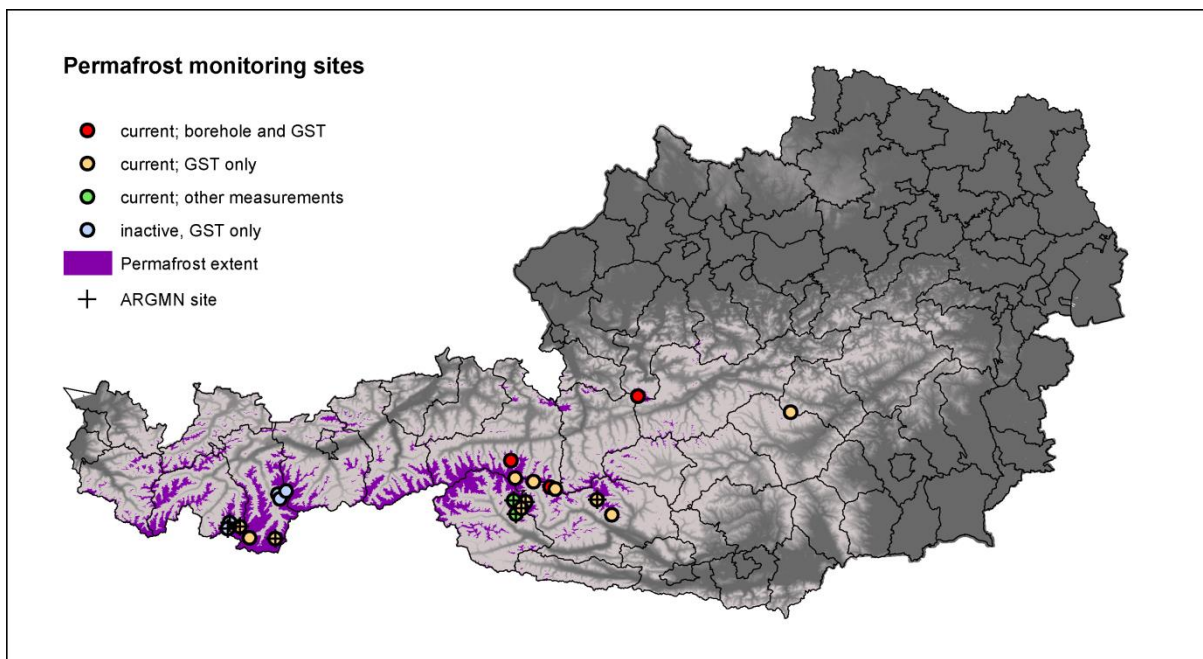 Permafrost monitoring sites
current; borehole and GST
current; GST only
current; other measurements
inactive, GST only
Permafrost extent
ARGMN site